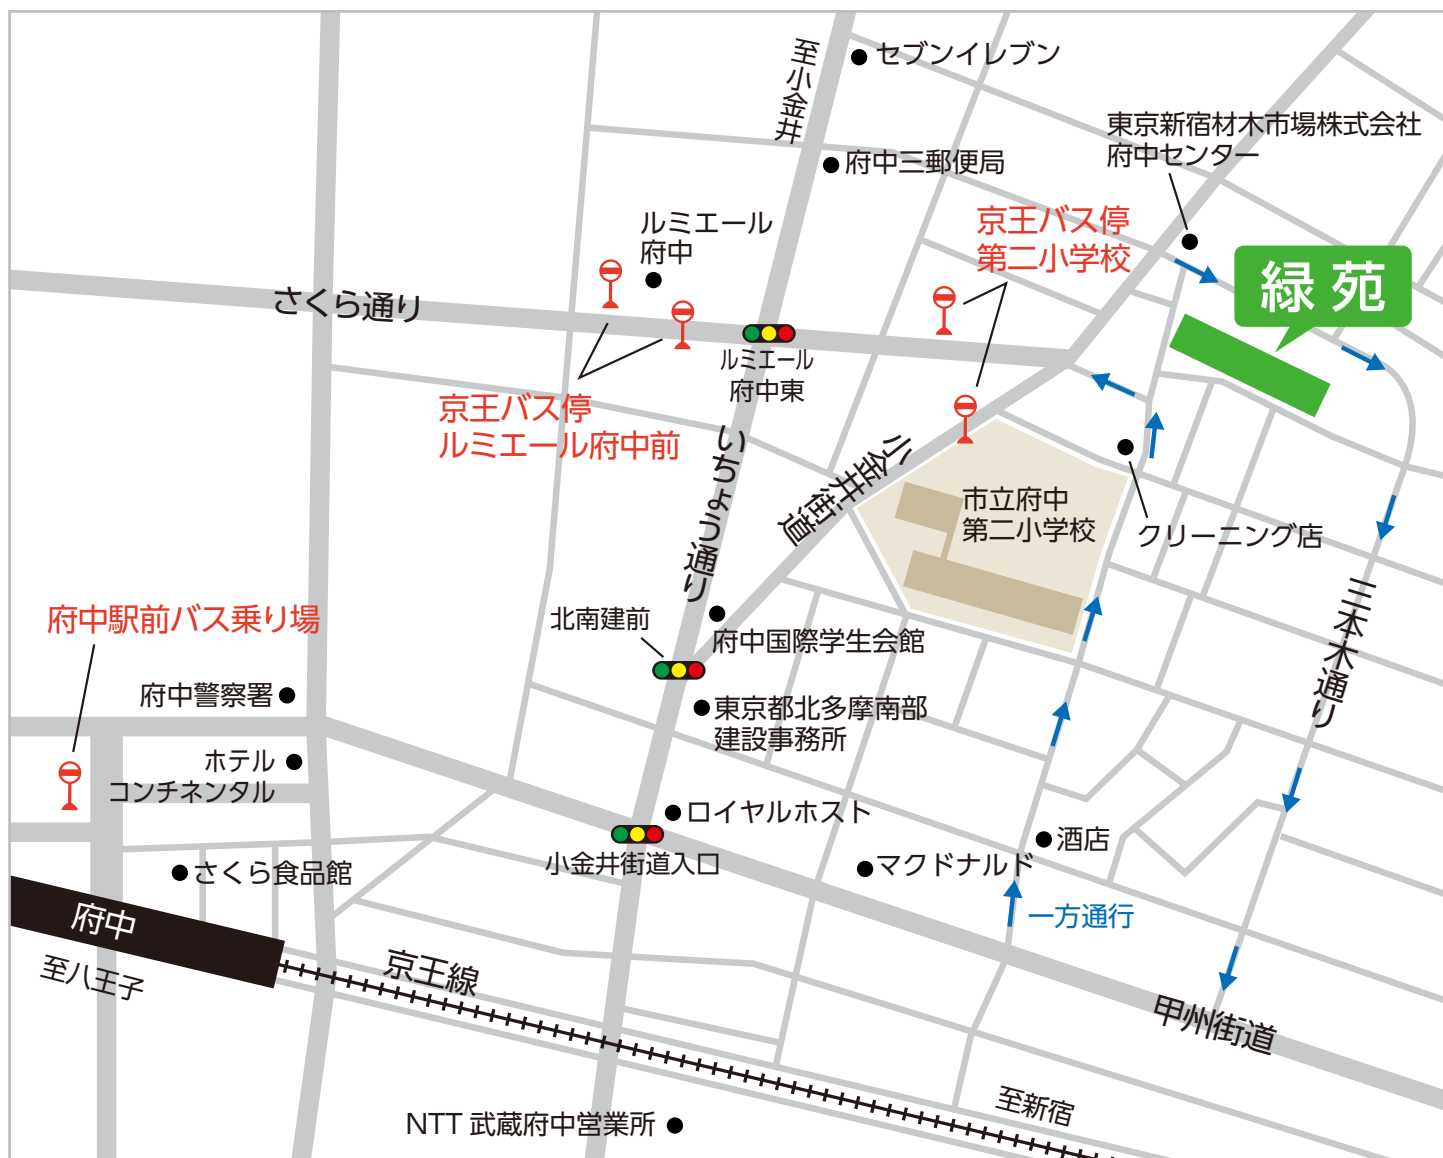 至小金井
セブンイレブン
府中三郵便局
東京新宿材木市場株式会社
府中センター
京王バス停
第二小学校
ルミエール
府中
緑苑
さくら通り
ルミエール
府中東
京王バス停
ルミエール府中前
いちょう通り
小金井街道
市立府中
第二小学校
クリーニング店
三本木通り
府中駅前バス乗り場
北南建前
府中国際学生会館
府中警察署
東京都北多摩南部
建設事務所
ホテル
コンチネンタル
ロイヤルホスト
小金井街道入口
マクドナルド
酒店
さくら食品館
一方通行
府中
至八王子
京王線
甲州街道
至新宿
NTT 武蔵府中営業所